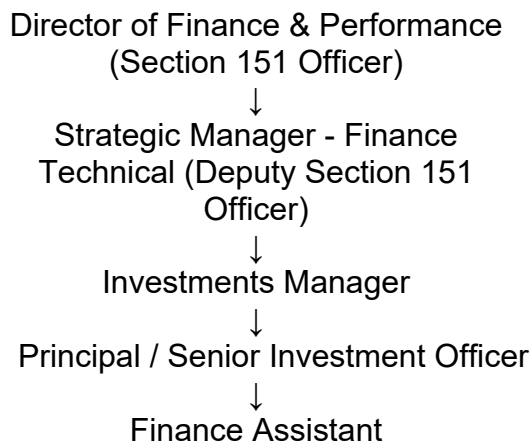 Director of Finance & Performance
(Section 151 Officer)
↓
Strategic Manager - Finance
Technical (Deputy Section 151
Officer)
↓
Investments Manager
↓
Principal / Senior Investment Officer
↓
Finance Assistant